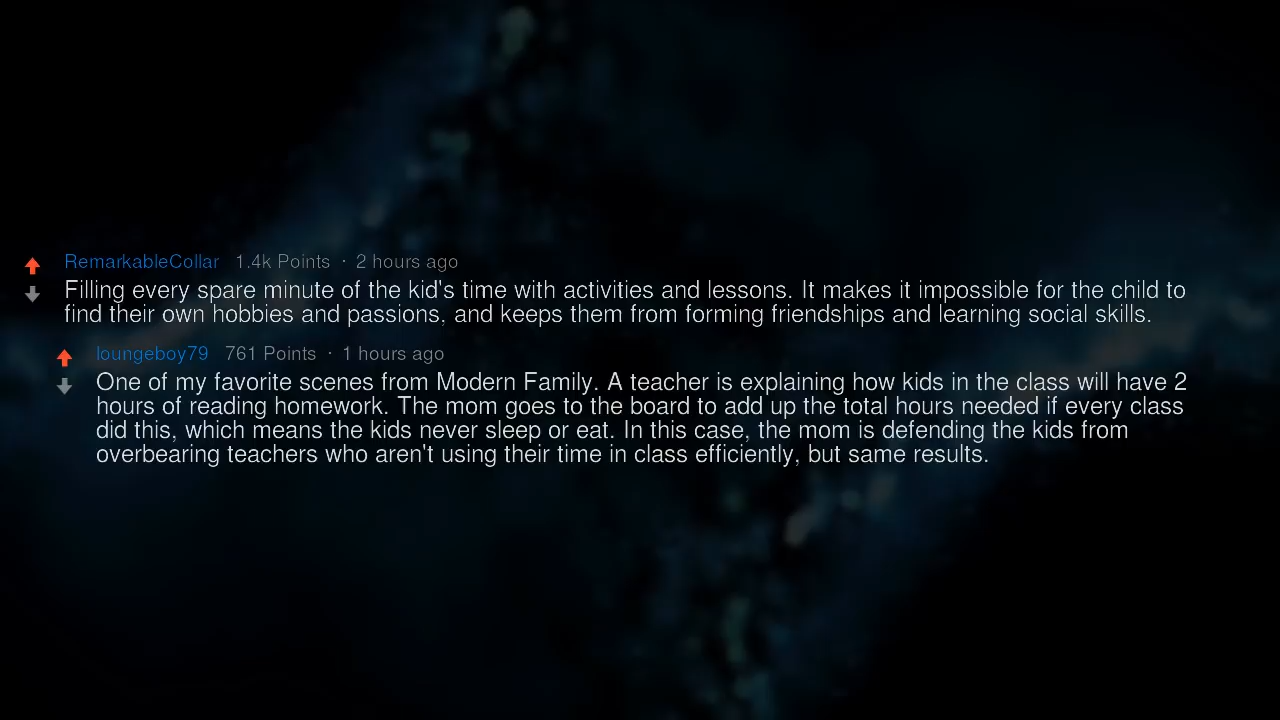 RemarkableCollar 1.4k Points · 2 hours ago
Filling every spare minute of the kid's time with activities and lessons. It makes it impossible for the child to
find their own hobbies and passions, and keeps them from forming friendships and learning social skills.
loungeboy79 761 Points · 1 hours ago
One of my favorite scenes from Modern Family. A teacher is explaining how kids in the class will have 2
hours of reading homework. The mom goes to the board to add up the total hours needed if every class
did this, which means the kids never sleep or eat. In this case, the mom is defending the kids from
overbearing teachers who aren't using their time in class efficiently, but same results.